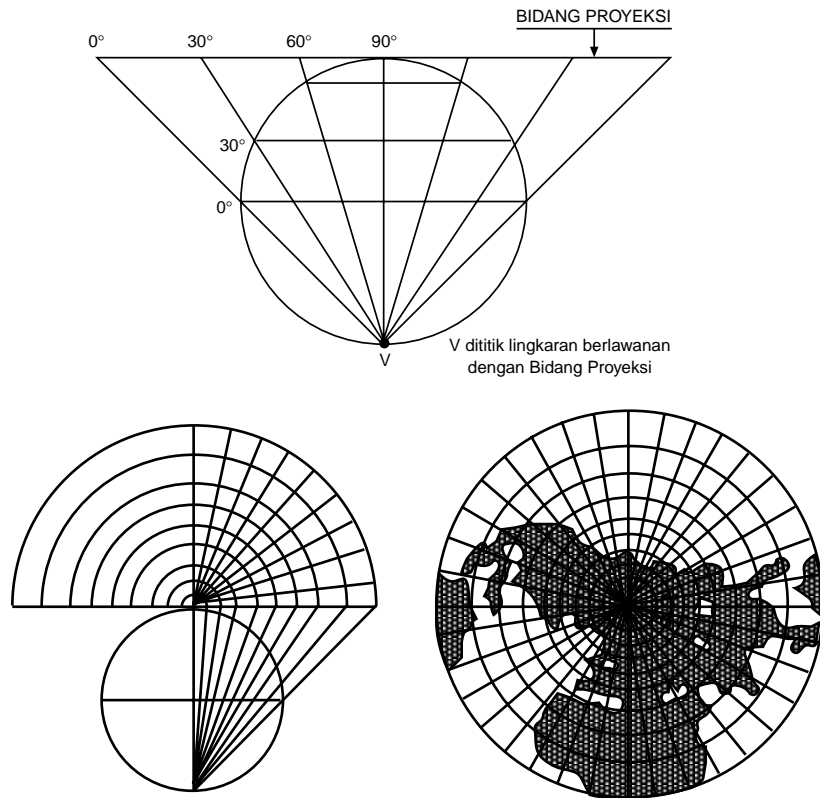 BIDANG PROYEKSI
0° 30° 60° 90°
30°
0°
V
V dititik lingkaran berlawanan
dengan Bidang Proyeksi